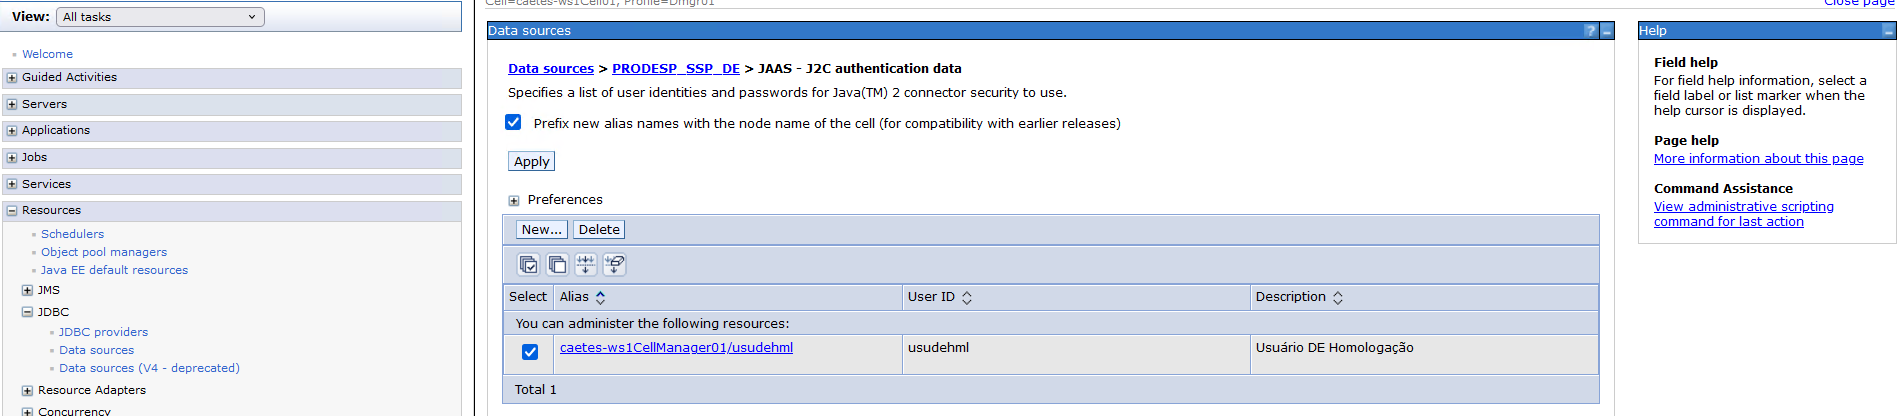 Cell=caetes-ws1Cell01, Profile=Dmgr01
Close page
View: All tasks
Welcome
Guided Activities
Servers
Applications
Jobs
Services
Resources
Schedulers
Object pool managers
Java EE default resources
JMS
JDBC
JDBC providers
Data sources
Data sources (V4 - deprecated)
Resource Adapters
Concurrency
Data sources
?
Data sources > PRODESP_SSP_DE > JAAS - J2C authentication data
Specifies a list of user identities and passwords for Java(TM) 2 connector security to use.
Prefix new alias names with the node name of the cell (for compatibility with earlier releases)
Apply
Preferences
New... Delete
Select Alias User ID Description
You can administer the following resources:
caetes-ws1CellManager01/usudehml usudehml Usuário DE Homologação
Total 1
Help
Field help
For field help information, select a
field label or list marker when the
help cursor is displayed.
Page help
More information about this page
Command Assistance
View administrative scripting
command for last action